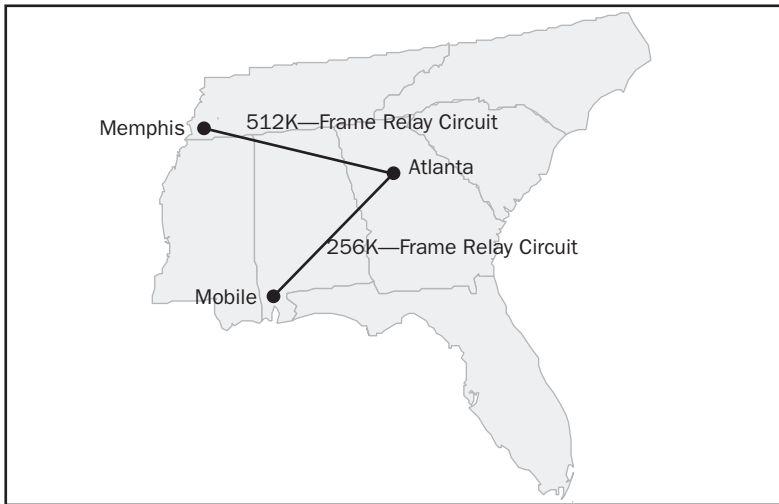 512K—Frame Relay Circuit
Memphis
Atlanta
256K—Frame Relay Circuit
Mobile